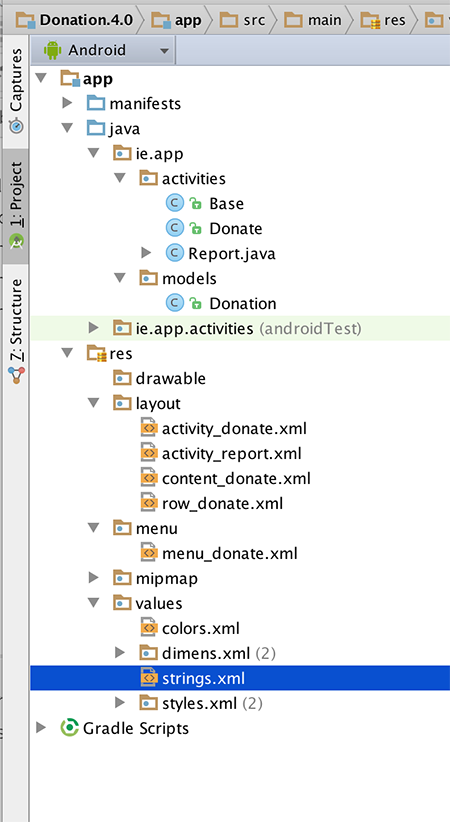 Donation.4.0 app src main res
Android
Captures
1: Project
7: Structure
app
manifests
java
ie.app
activities
C Base
C Donate
C Report.java
models
C Donation
ie.app.activities (androidTest)
res
drawable
layout
activity_donate.xml
activity_report.xml
content_donate.xml
row_donate.xml
menu
menu_donate.xml
mipmap
values
colors.xml
dimens.xml (2)
strings.xml
styles.xml (2)
Gradle Scripts